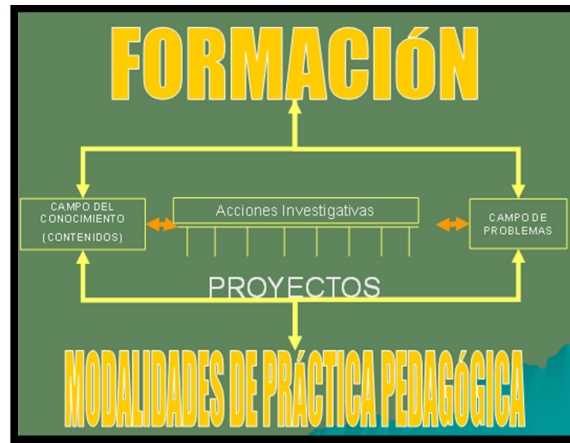 FORMACIÓN
CAMPO DEL
CONOCIMIENTO
(CONTENIDOS)
Acciones Investigativas
CAMPO DE
PROBLEMAS
PROYECTOS
MODALIDADES DE PRÁCTICA PEDAGÓGICA